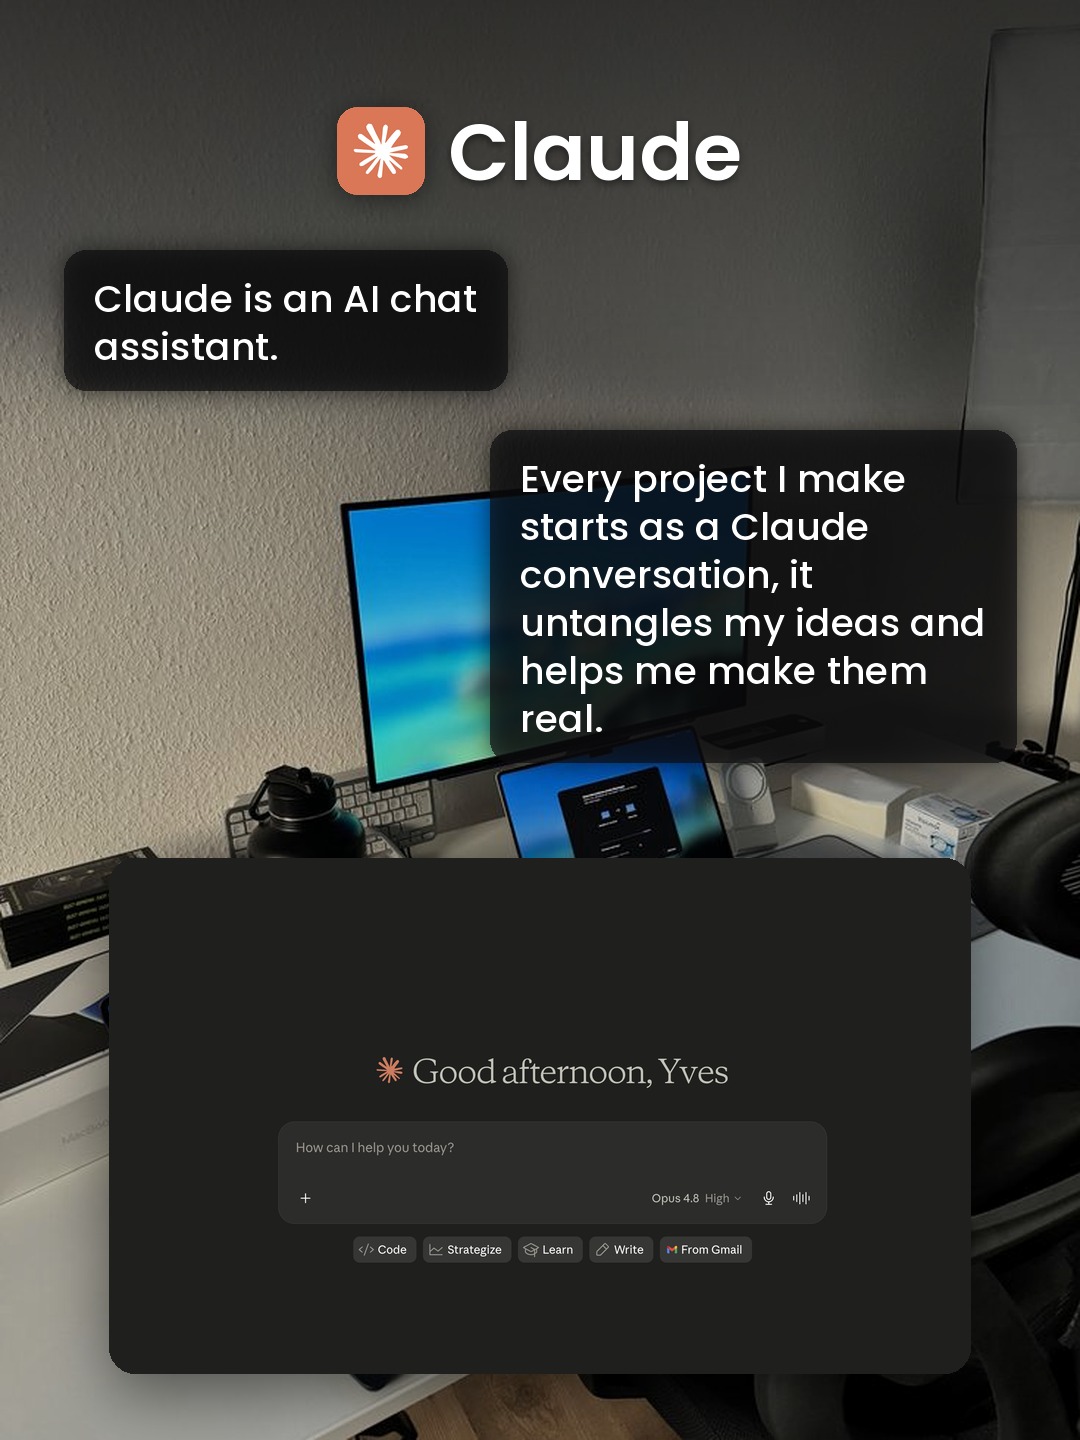 Claude
Claude is an AI chat
assistant.
Every project I make
starts as a Claude
conversation, it
untangles my ideas and
helps me make them
real.
MacBoo
Good afternoon, Yves
How can I help you today?
Opus 4.8 High
Code
Strategize
Learn
Write
From Gmail